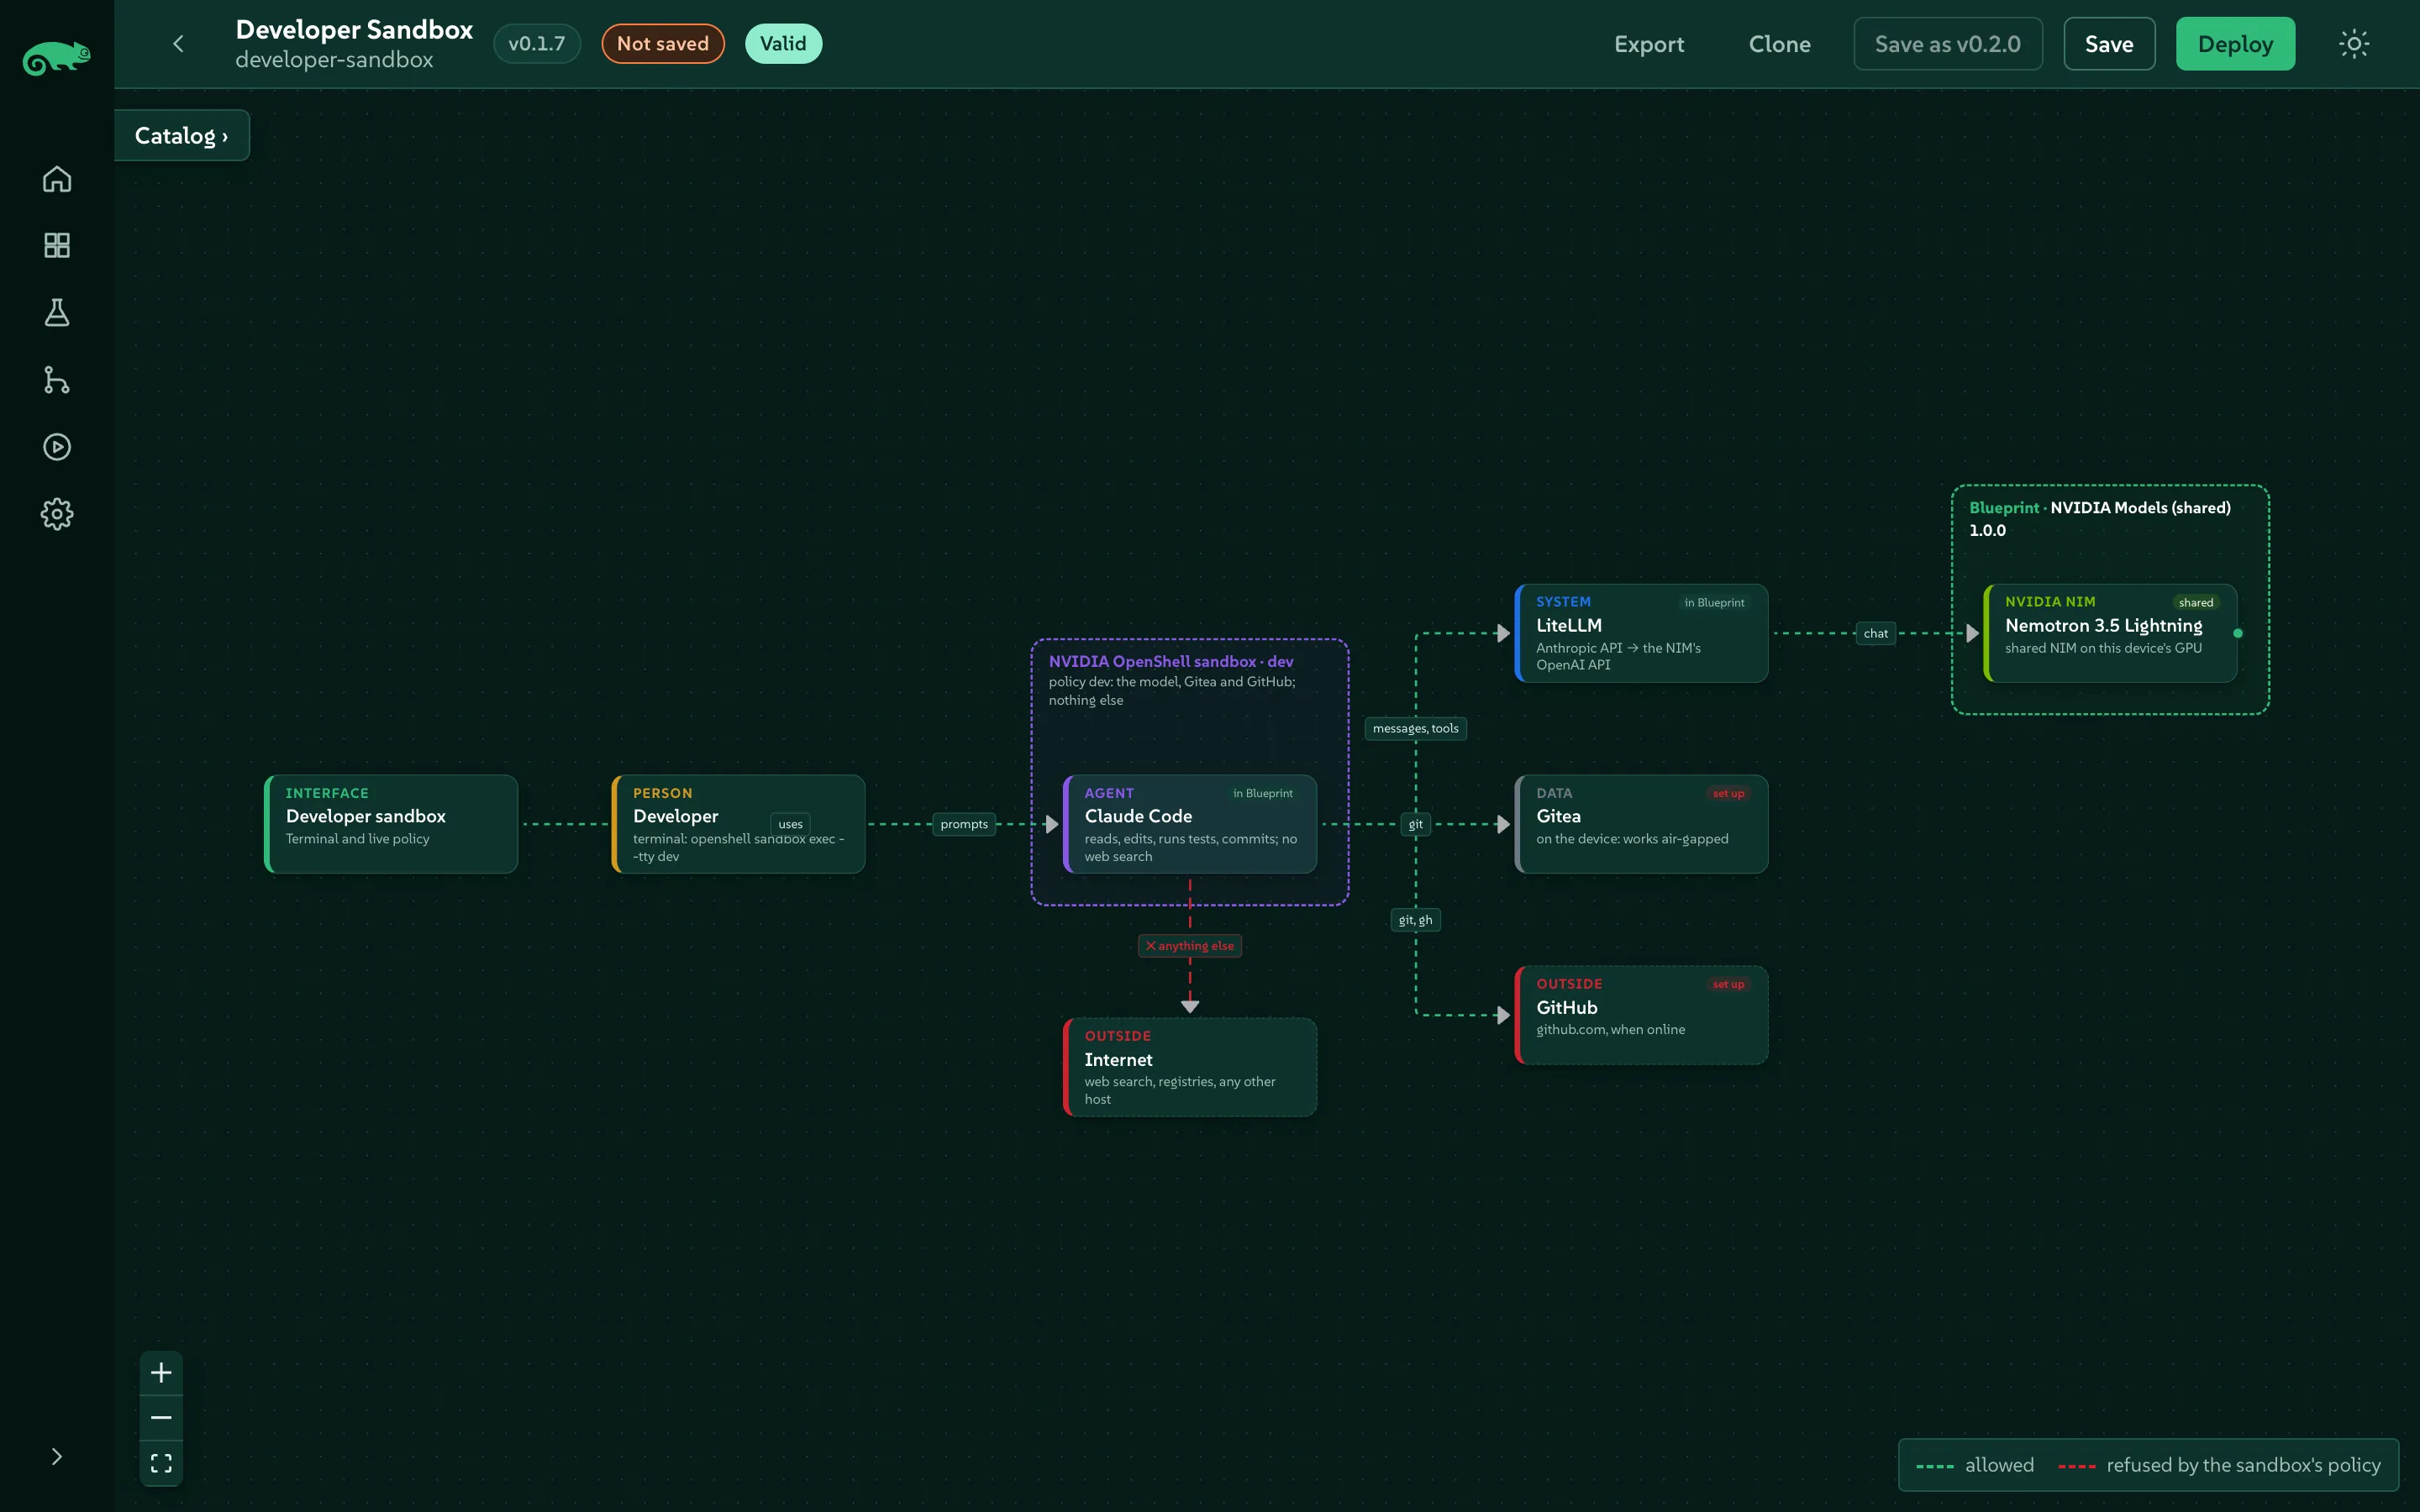 Developer Sandbox
developer-sandbox
v0.1.7
Not saved
Valid
Export
Clone
Save as v0.2.0
Save
Deploy
Catalog ›
Blueprint · NVIDIA Models (shared)
1.0.0
NVIDIA NIM
shared
Nemotron 3.5 Lightning
shared NIM on this device's GPU
SYSTEM
in Blueprint
LiteLLM
Anthropic API → the NIM's
OpenAI API
chat
NVIDIA OpenShell sandbox · dev
policy dev: the model, Gitea and GitHub;
nothing else
messages, tools
INTERFACE
Developer sandbox
Terminal and live policy
PERSON
Developer
uses
terminal: openshell sandbox exec -
-tty dev
prompts
AGENT
in Blueprint
Claude Code
reads, edits, runs tests, commits; no
web search
git
DATA
set up
Gitea
on the device: works air-gapped
git, gh
✕ anything else
OUTSIDE
set up
GitHub
github.com, when online
OUTSIDE
Internet
web search, registries, any other
host
allowed
refused by the sandbox's policy